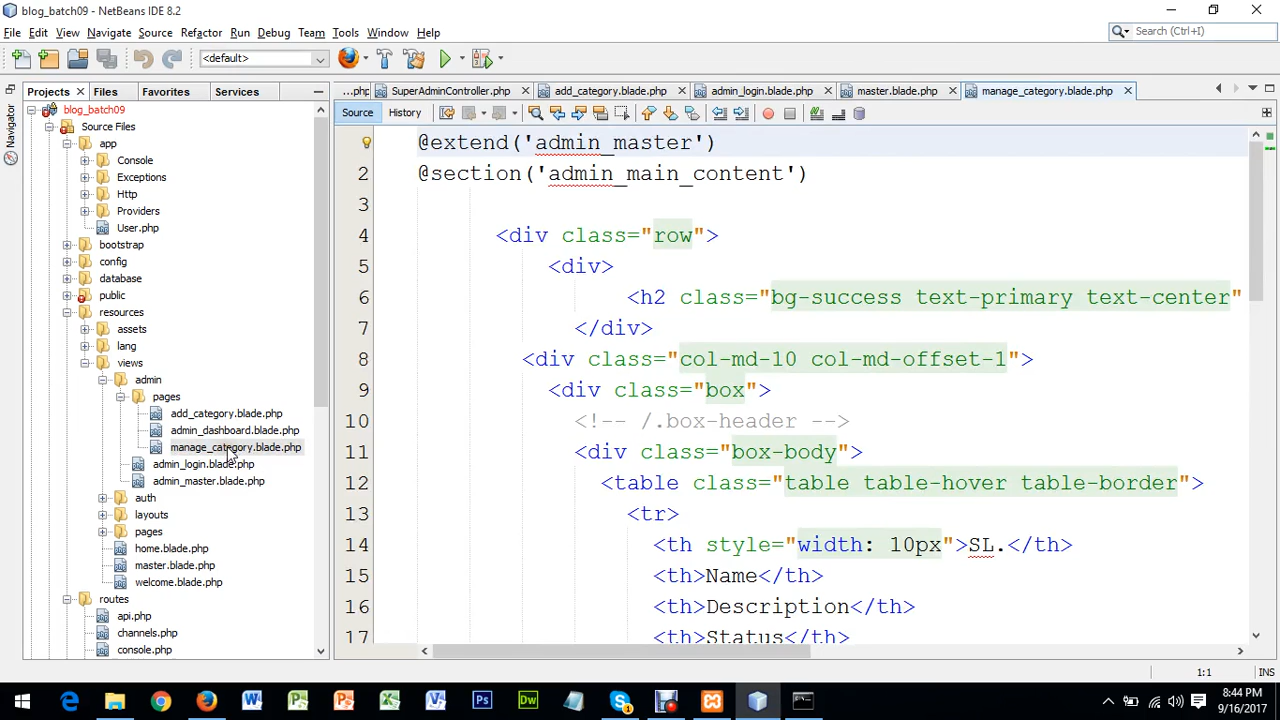 blog_batch09 - NetBeans IDE 8.2
File Edit View Navigate Source Refactor Run Debug Team Tools Window Help
Search (Ctrl+I)
<default>
Projects Files Favorites Services
...php SuperAdminController.php add_category.blade.php admin_login.blade.php master.blade.php manage_category.blade.php
Source History
Navigator
blog_batch09
Source Files
app
Console
Exceptions
Http
Providers
User.php
bootstrap
config
database
public
resources
assets
lang
views
admin
pages
add_category.blade.php
admin_dashboard.blade.php
manage_category.blade.php
admin_login.blade.php
admin_master.blade.php
auth
layouts
pages
home.blade.php
master.blade.php
welcome.blade.php
routes
api.php
channels.php
console.php
1 @extend('admin_master')
2 @section('admin_main_content')
3
4 <div class="row">
5 <div>
6 <h2 class="bg-success text-primary text-center"
7 </div>
8 <div class="col-md-10 col-md-offset-1">
9 <div class="box">
10 <!-- /.box-header -->
11 <div class="box-body">
12 <table class="table table-hover table-border">
13 <tr>
14 <th style="width: 10px">SL.</th>
15 <th>Name</th>
16 <th>Description</th>
17 <th>Status</th>
1:1 INS
8:44 PM
9/16/2017